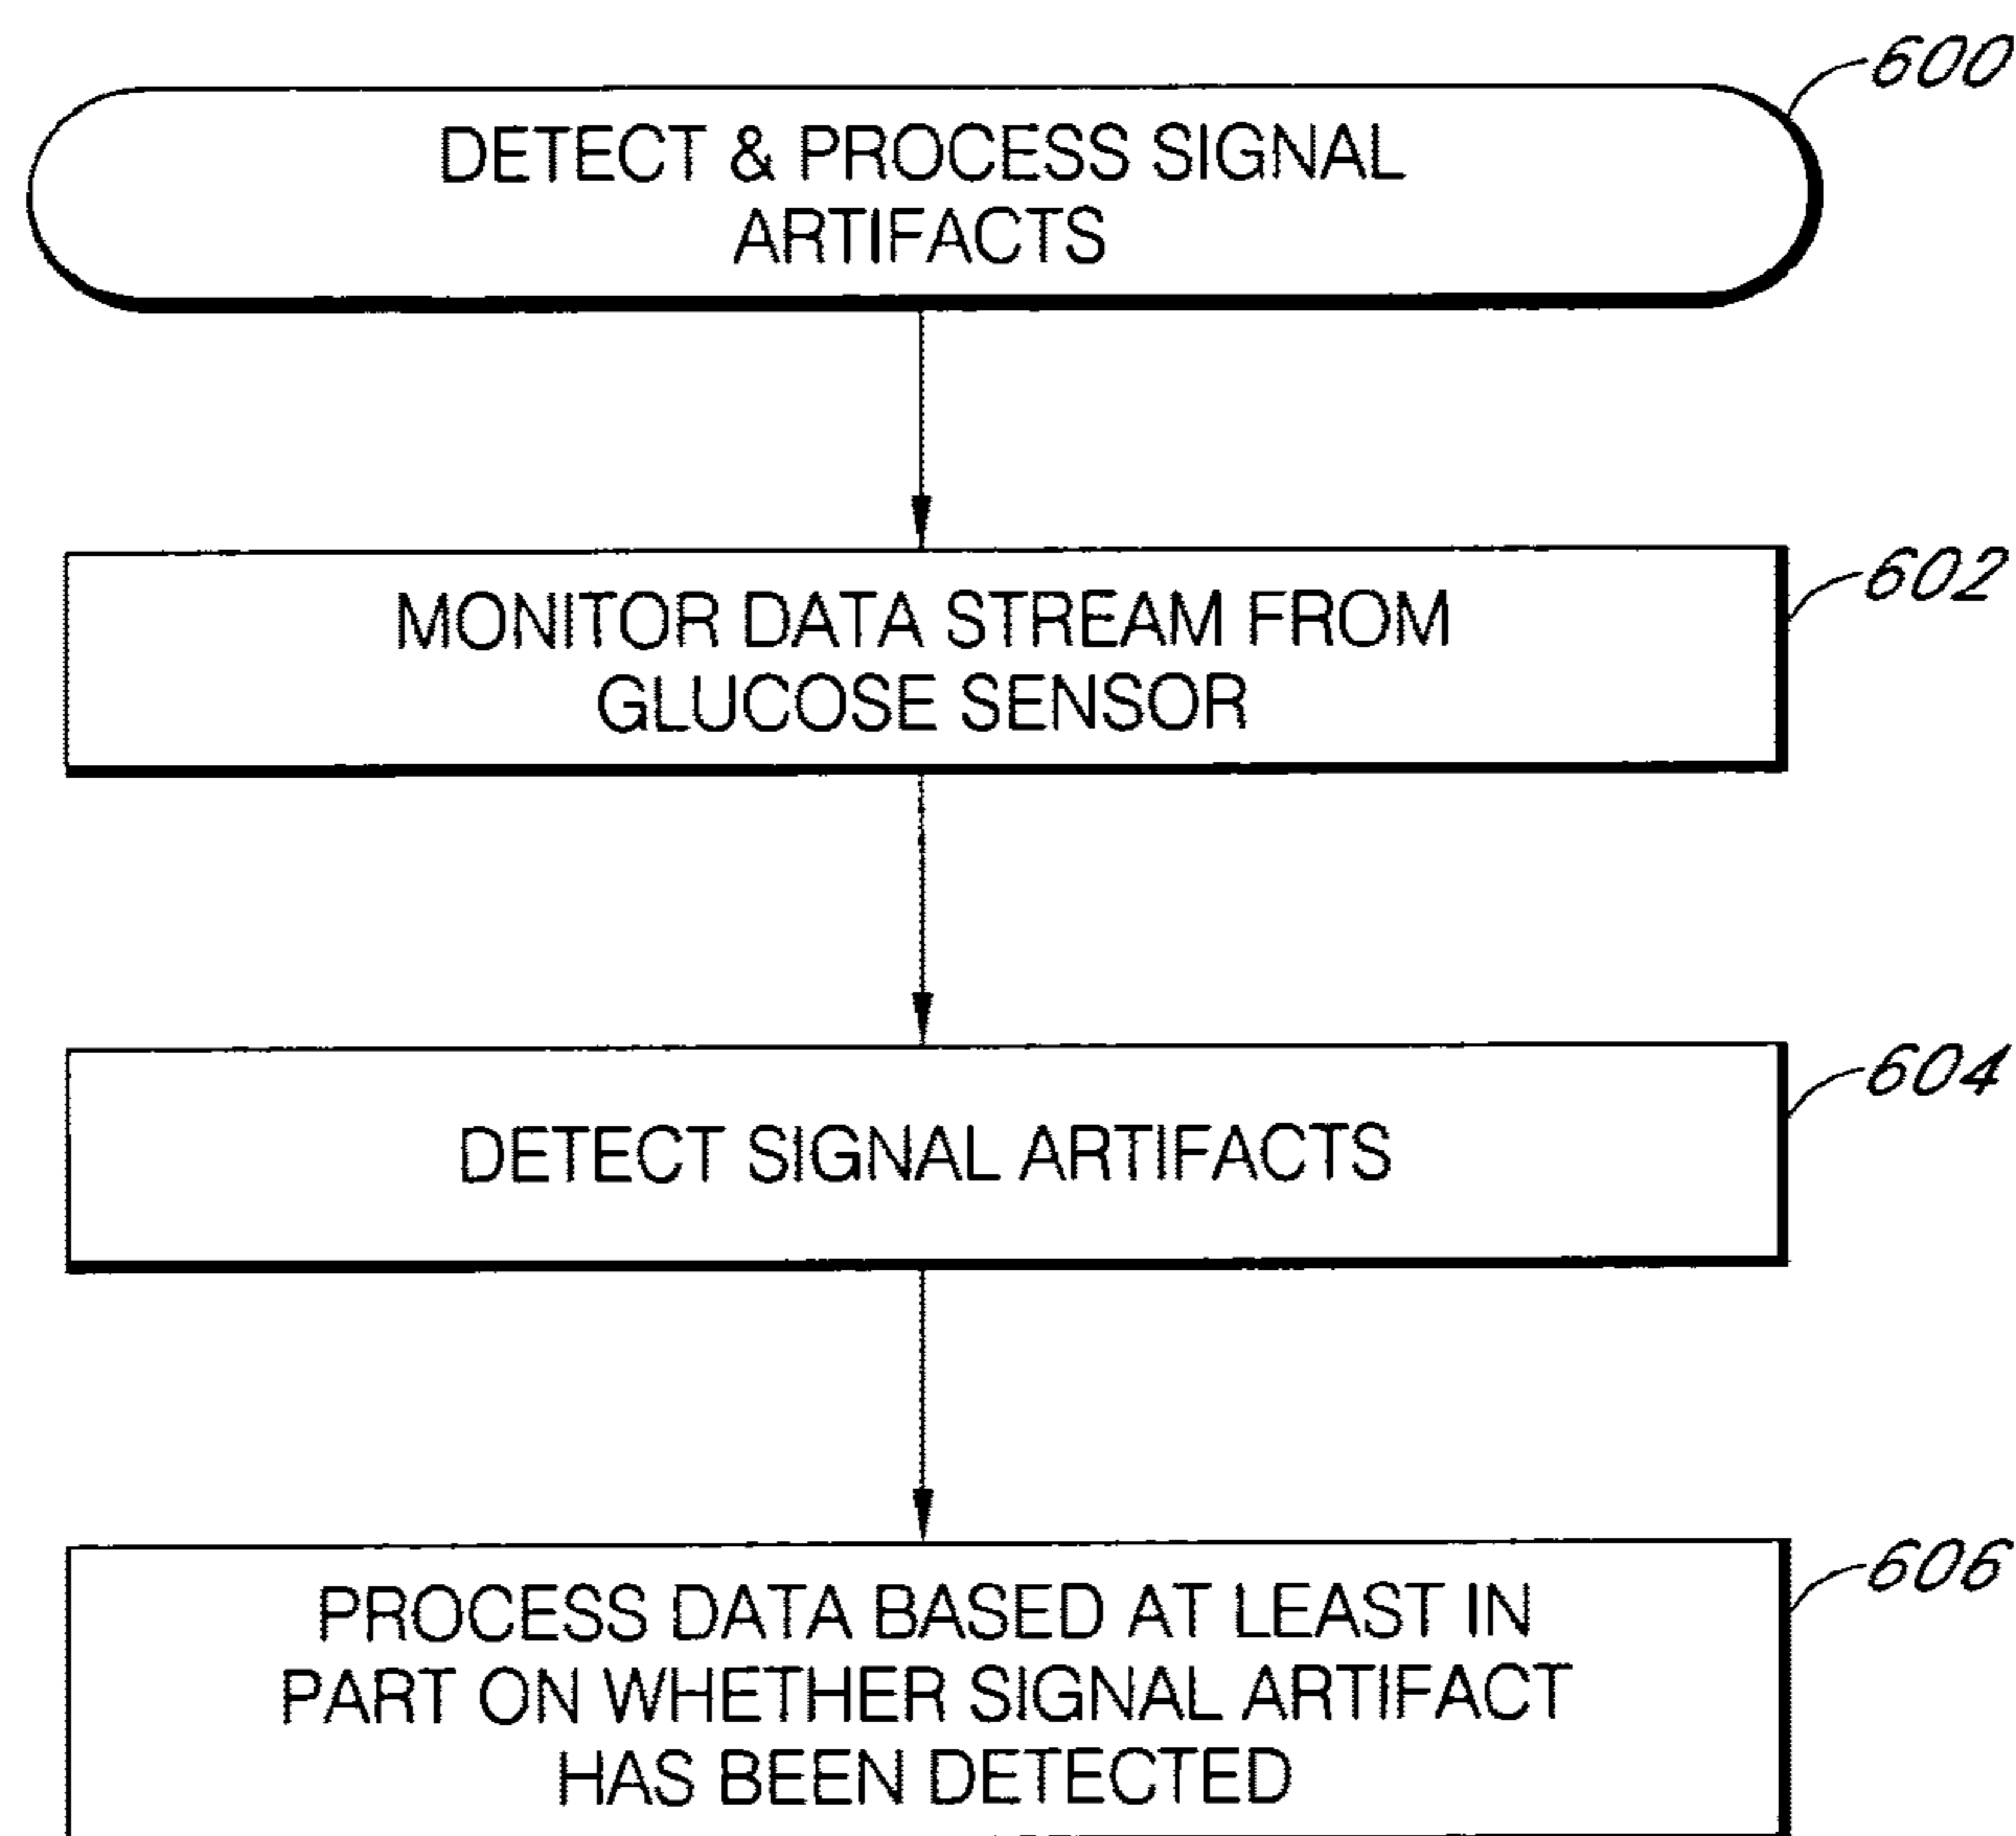 600
DETECT & PROCESS SIGNAL
ARTIFACTS
602
MONITOR DATA STREAM FROM
GLUCOSE SENSOR
604
DETECT SIGNAL ARTIFACTS
606
PROCESS DATA BASED AT LEAST IN
PART ON WHETHER SIGNAL ARTIFACT
HAS BEEN DETECTED